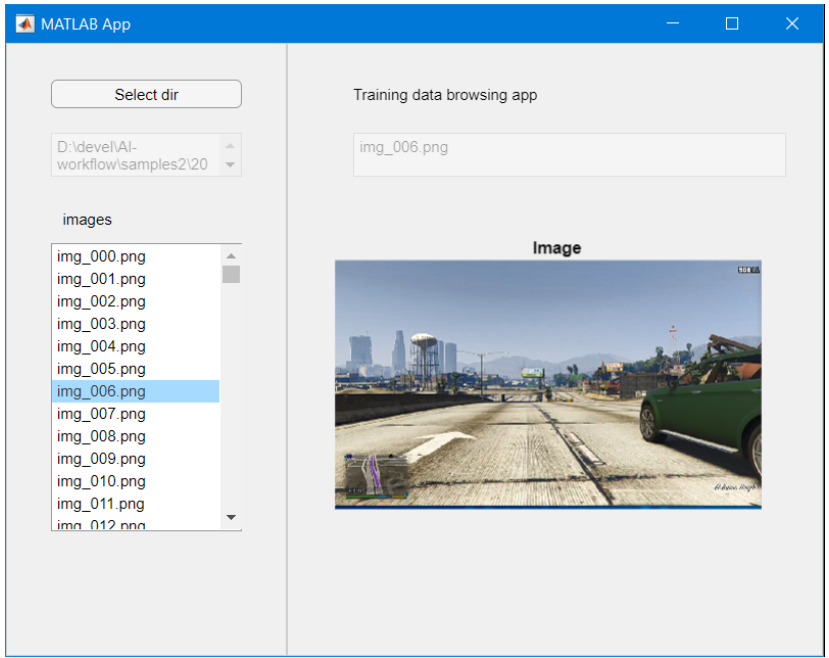 MATLAB App
Select dir
D:\devel\AI-
workflow\samples2\20
images
img_000.png
img_001.png
img_002.png
img_003.png
img_004.png
img_005.png
img_006.png
img_007.png
img_008.png
img_009.png
img_010.png
img_011.png
img_012.png
Training data browsing app
img_006.png
Image